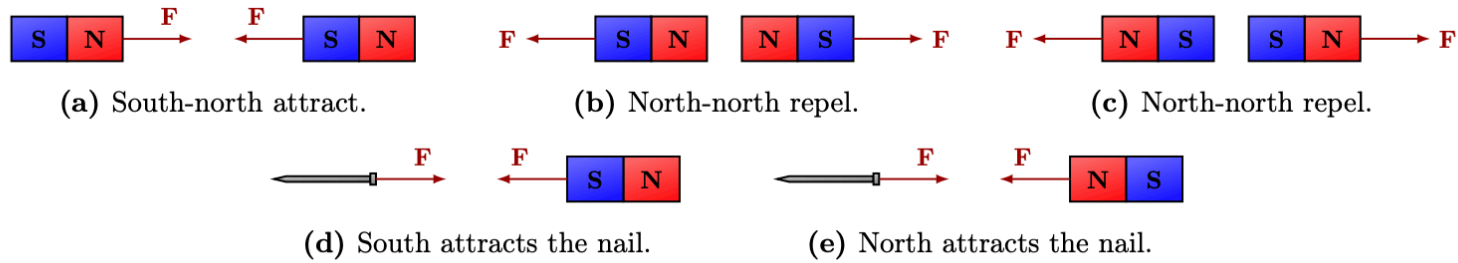 F F
S N S N
F S N N S F
F N S S N F
(a) South-north attract.
(b) North-north repel.
(c) North-north repel.
F F
S N
F F
N S
(d) South attracts the nail.
(e) North attracts the nail.